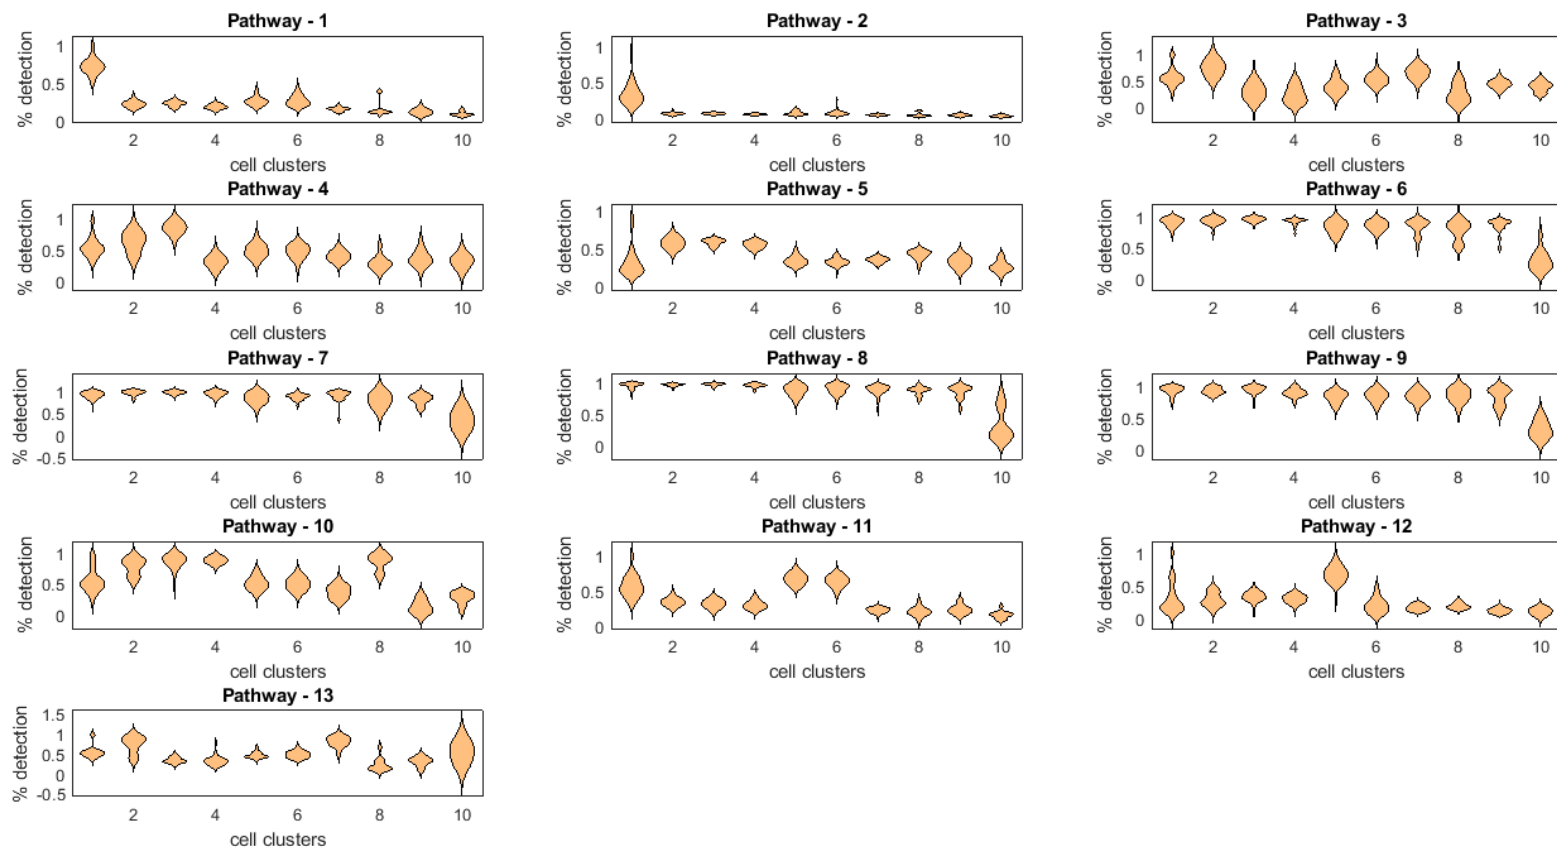 Pathway - 1
% detection
1
0.5
0
2 4 6 8 10
cell clusters
Pathway - 2
% detection
1
0.5
0
2 4 6 8 10
cell clusters
Pathway - 3
% detection
1
0.5
0
2 4 6 8 10
cell clusters
Pathway - 4
% detection
1
0.5
0
2 4 6 8 10
cell clusters
Pathway - 5
% detection
1
0.5
0
2 4 6 8 10
cell clusters
Pathway - 6
% detection
1
0.5
0
2 4 6 8 10
cell clusters
Pathway - 7
% detection
1
0.5
0
-0.5
2 4 6 8 10
cell clusters
Pathway - 8
% detection
1
0.5
0
2 4 6 8 10
cell clusters
Pathway - 9
% detection
1
0.5
0
2 4 6 8 10
cell clusters
Pathway - 10
% detection
1
0.5
0
2 4 6 8 10
cell clusters
Pathway - 11
% detection
1
0.5
0
2 4 6 8 10
cell clusters
Pathway - 12
% detection
1
0.5
0
2 4 6 8 10
cell clusters
Pathway - 13
% detection
1.5
1
0.5
0
-0.5
2 4 6 8 10
cell clusters